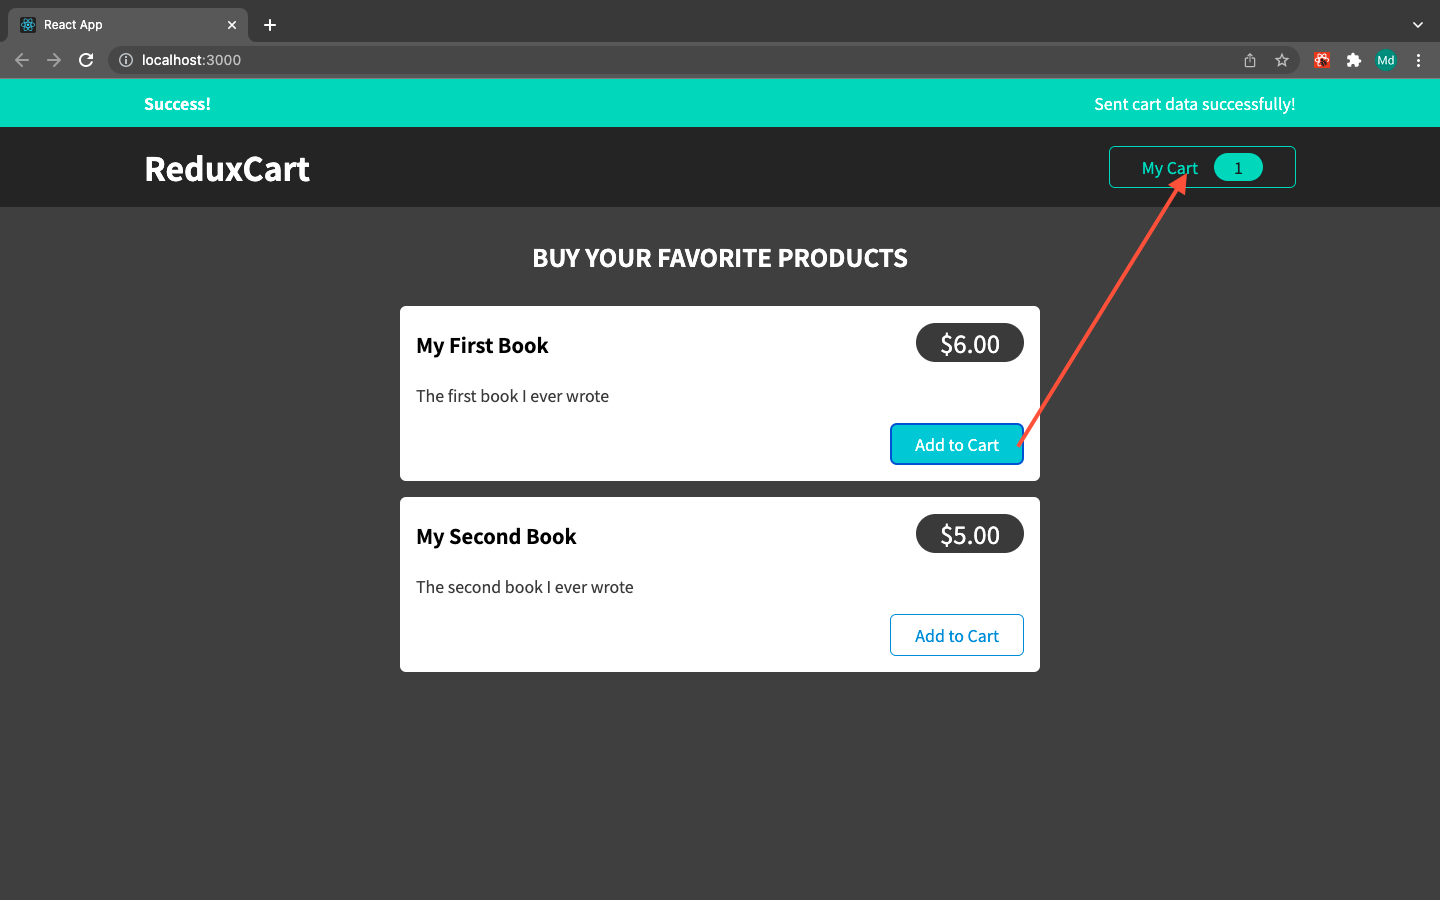 React App
localhost:3000
Md
Success!
Sent cart data successfully!
ReduxCart
My Cart 1
BUY YOUR FAVORITE PRODUCTS
My First Book
$6.00
The first book I ever wrote
Add to Cart
My Second Book
$5.00
The second book I ever wrote
Add to Cart